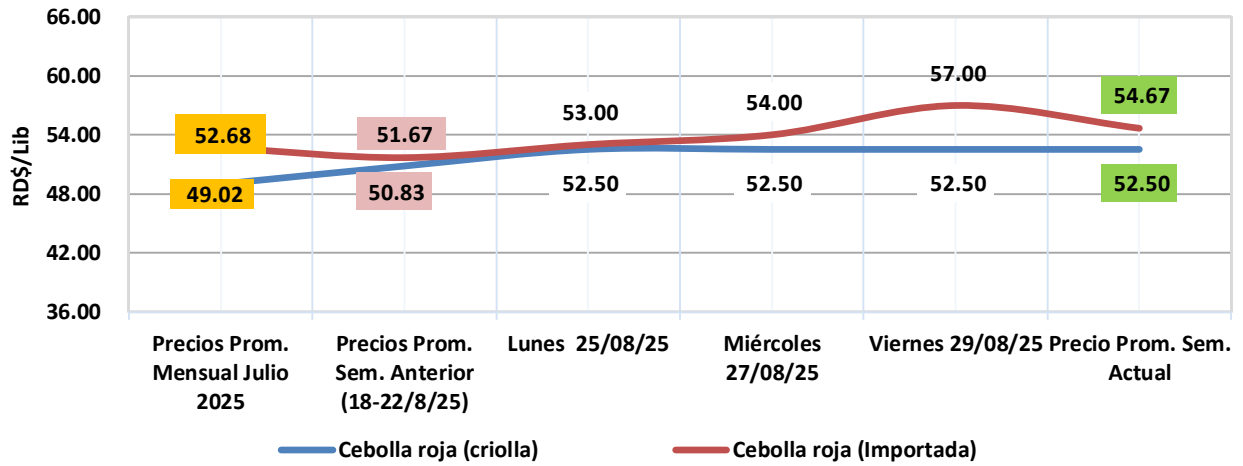 66.00
60.00
54.00
48.00
42.00
36.00
RD$/Lib
52.68
51.67
53.00
54.00
57.00
54.67
49.02
50.83
52.50
52.50
52.50
52.50
Precios Prom.
Mensual Julio
2025
Precios Prom.
Sem. Anterior
(18-22/8/25)
Lunes 25/08/25
Miércoles
27/08/25
Viernes 29/08/25
Precio Prom. Sem.
Actual
Cebolla roja (criolla)
Cebolla roja (Importada)